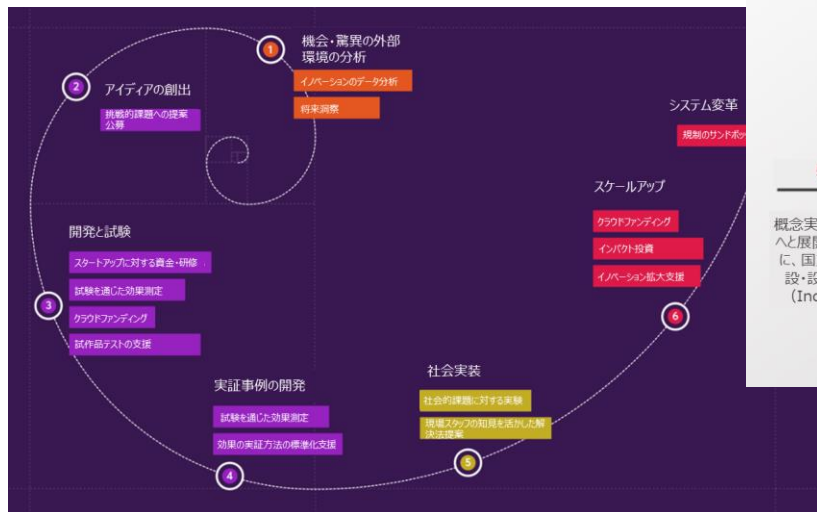 1
機会・驚異の外部
環境の分析
イノベーションのデータ分析
将来洞察
2
アイディアの創出
挑戦的課題への提案
公募
システム変革
規制のサンドボッ
スケールアップ
クラウドファンディング
インパクト投資
イノベーション拡大支援
6
開発と試験
スタートアップに対する資金・研修
試験を通じた効果測定
クラウドファンディング
試作品テストの支援
3
実証事例の開発
試験を通じた効果測定
効果の実証方法の標準化支援
4
社会実装
社会的課題に対する実験
現場スタッフの知見を活かした解
決法提案
5
概念実
へと展開
に、国
設・設
(Inc